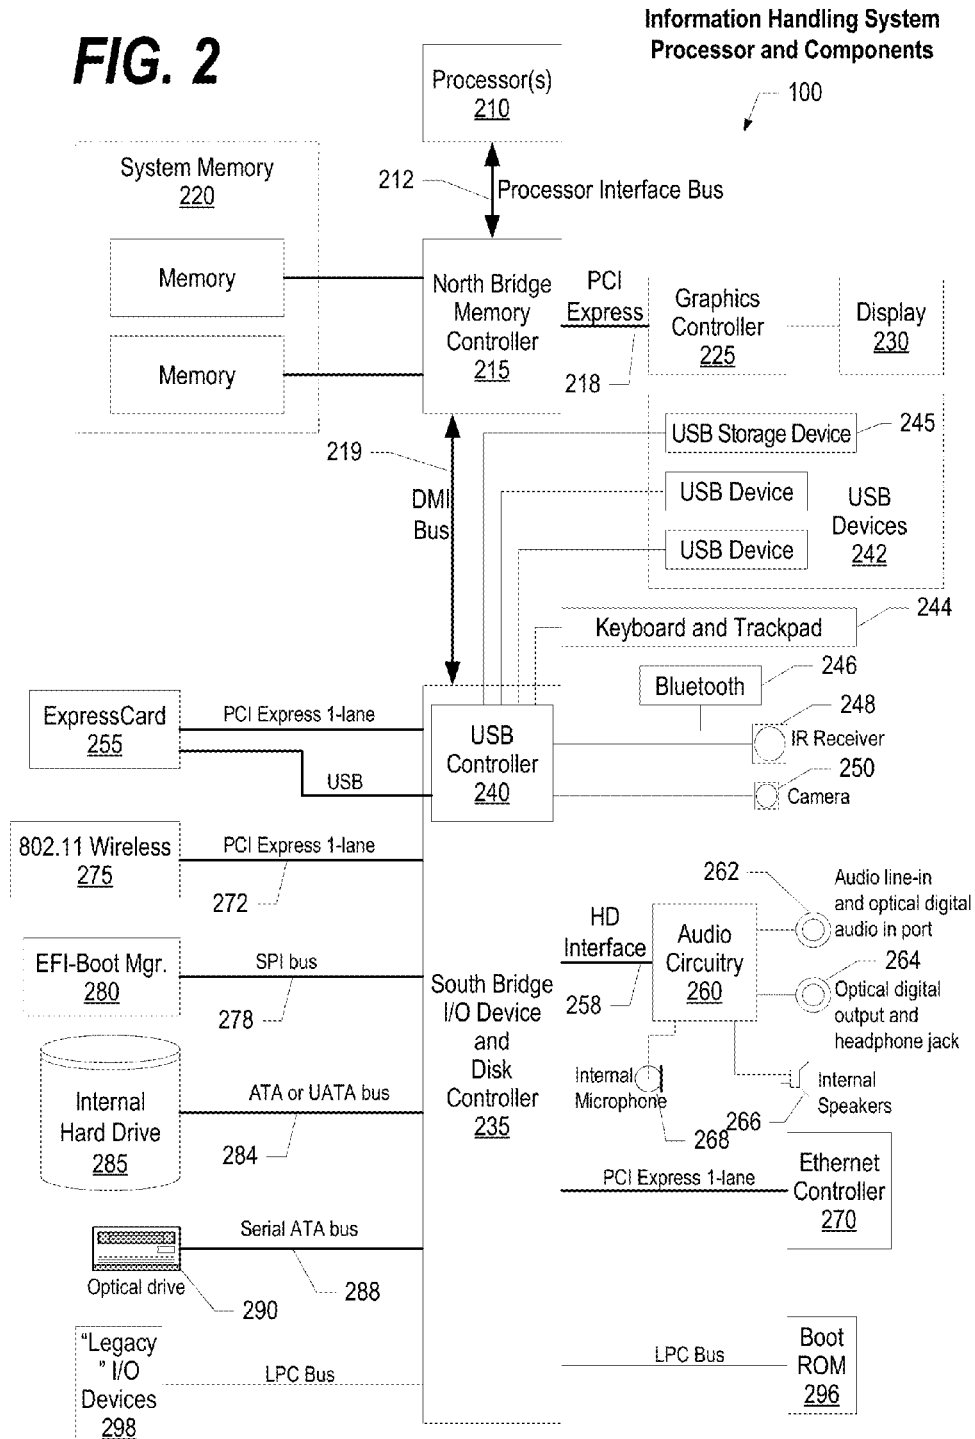 FIG. 2
Information Handling System
Processor and Components
100
Processor(s)
210
212
Processor Interface Bus
System Memory
220
Memory
Memory
North Bridge
Memory
Controller
215
PCI
Express
218
Graphics
Controller
225
Display
230
219
DMI
Bus
USB Storage Device
245
USB Device
USB Device
USB
Devices
242
Keyboard and Trackpad
244
Bluetooth
246
ExpressCard
255
PCI Express 1-lane
USB
USB
Controller
240
248
IR Receiver
250
Camera
802.11 Wireless
275
PCI Express 1-lane
272
EFI-Boot Mgr.
280
SPI bus
278
South Bridge
I/O Device
and
Disk
Controller
235
HD
Interface
258
Audio
Circuitry
260
262
Audio line-in
and optical digital
audio in port
264
Optical digital
output and
headphone jack
Internal
Microphone
268
266
Internal
Speakers
Internal
Hard Drive
285
ATA or UATA bus
284
PCI Express 1-lane
Ethernet
Controller
270
Serial ATA bus
288
Optical drive
290
"Legacy
" I/O
Devices
298
LPC Bus
LPC Bus
Boot
ROM
296